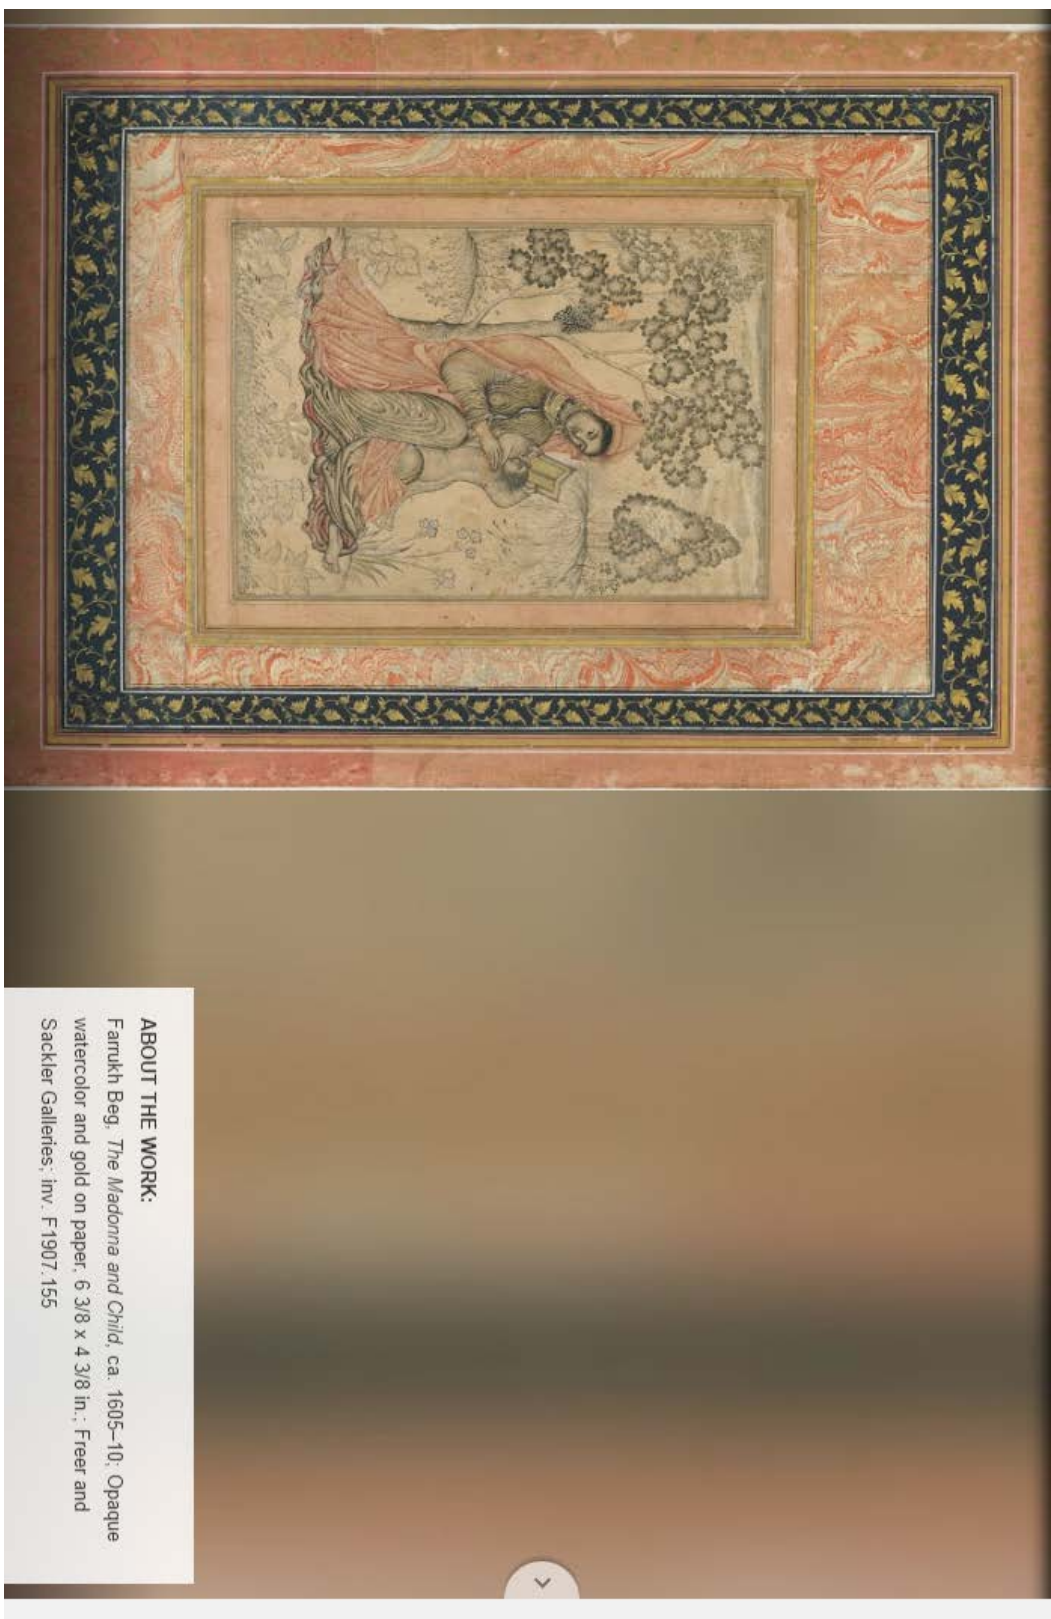 ABOUT THE WORK:
Farrukh Beg, The Madonna and Child, ca. 1605–10; Opaque
watercolor and gold on paper, 6 3/8 x 4 3/8 in.; Freer and
Sackler Galleries; inv. F1907.155